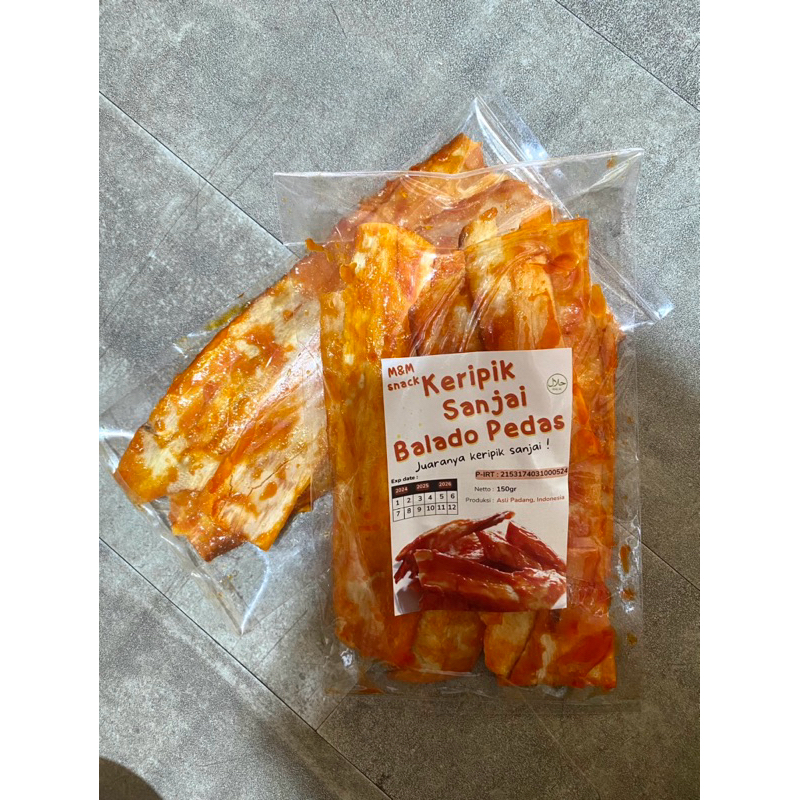 M&M
snack
Keripik
Sanjai
Balado Pedas
Juaranya keripik sanjai !
حلال
Exp date :
2024 2025 2026
1 2 3 4 5 6
7 8 9 10 11 12
P-IRT : 2153174031000524
Netto : 150gr
Produksi : Asli Padang, Indonesia